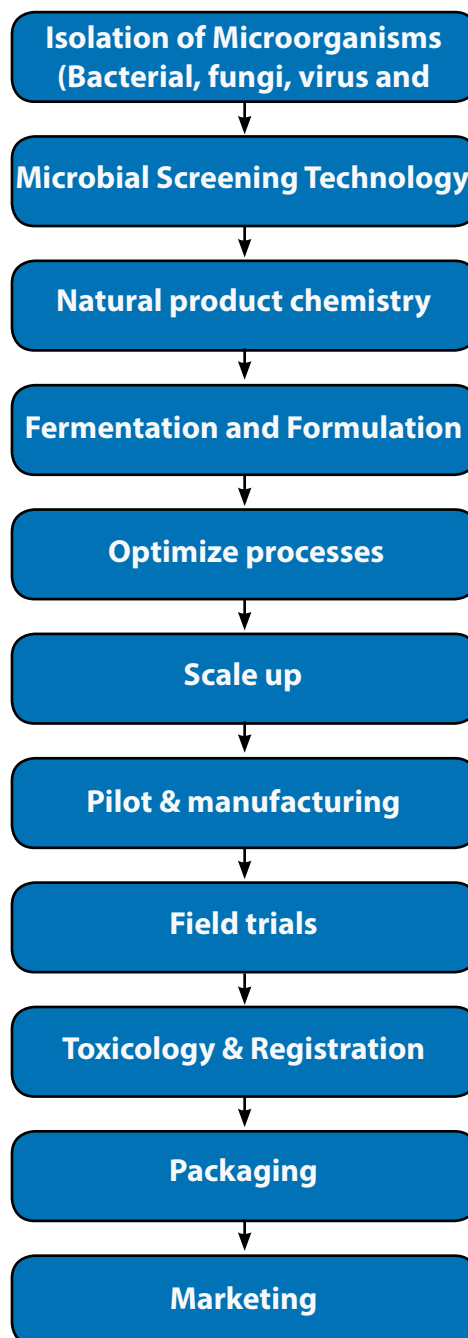 Isolation of Microorganisms
(Bacterial, fungi, virus and
Microbial Screening Technology
Natural product chemistry
Fermentation and Formulation
Optimize processes
Scale up
Pilot & manufacturing
Field trials
Toxicology & Registration
Packaging
Marketing